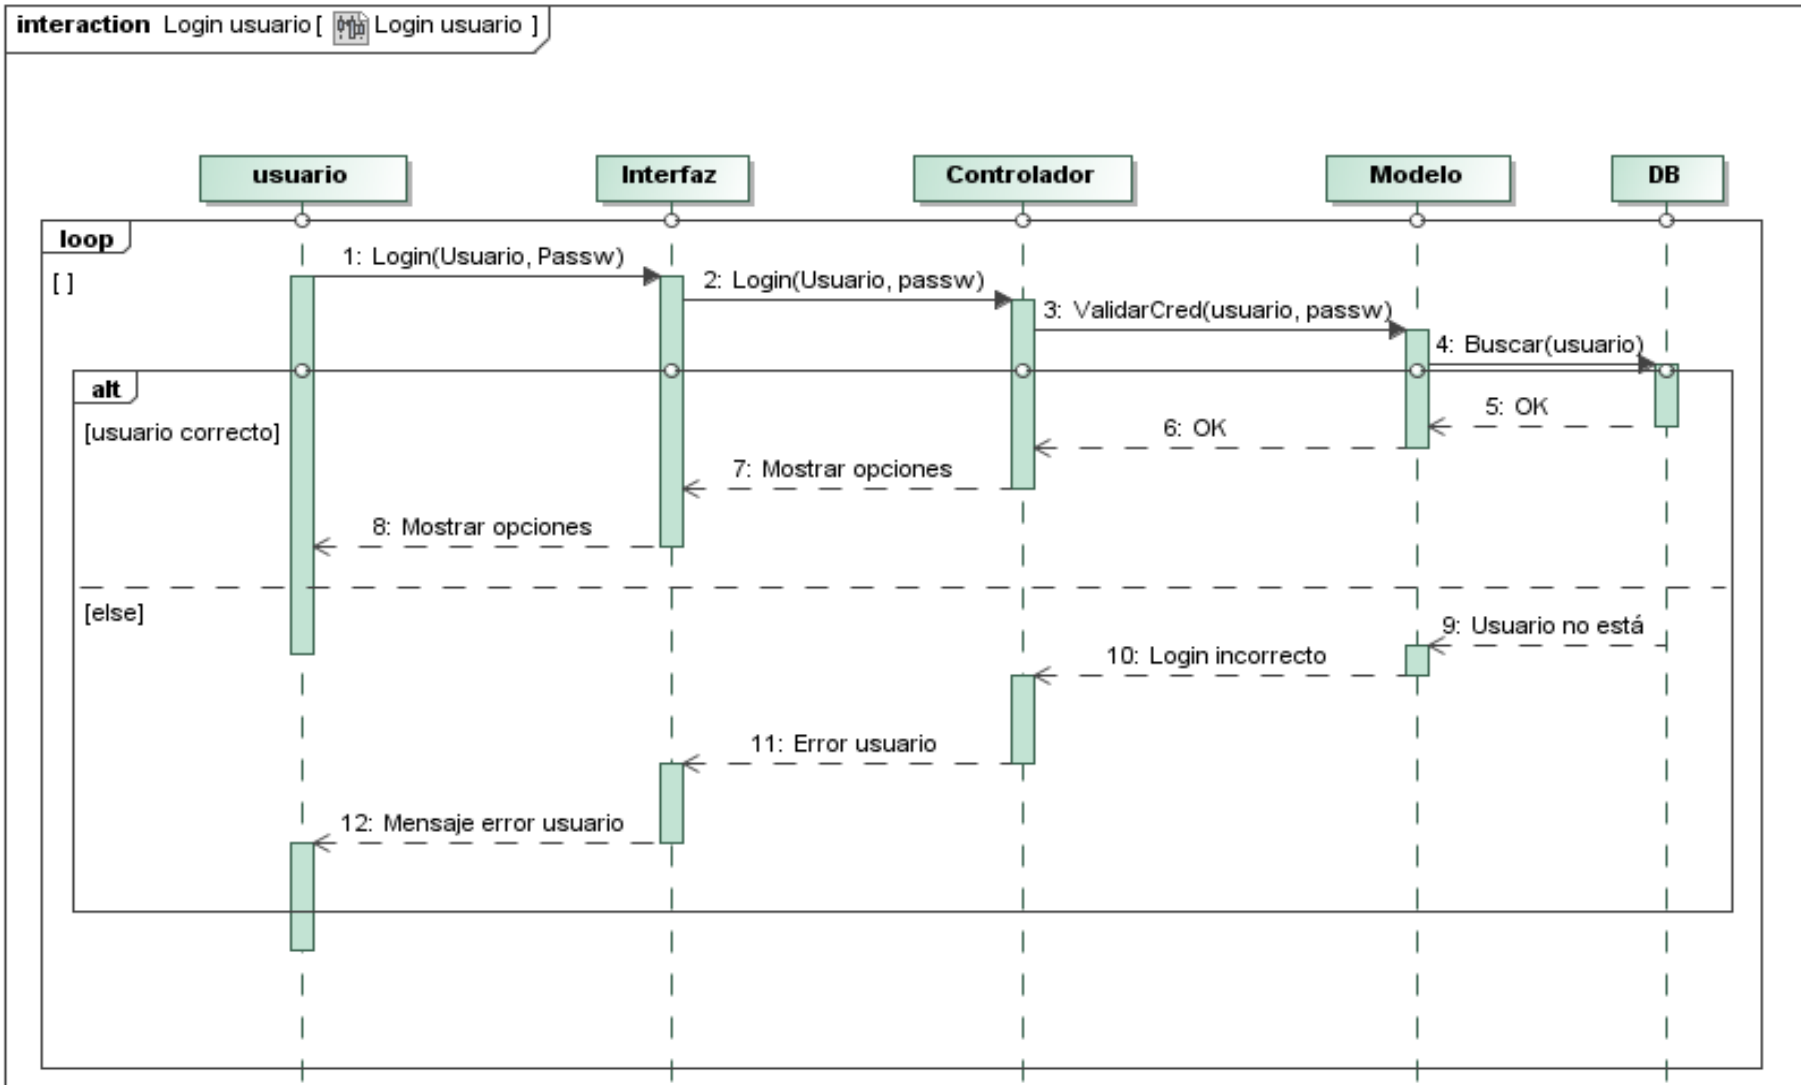 interaction Login usuario [ Login usuario ]
usuario
Interfaz
Controlador
Modelo
DB
loop
[ ]
1: Login(Usuario, Passw)
2: Login(Usuario, passw)
3: ValidarCred(usuario, passw)
4: Buscar(usuario)
alt
[usuario correcto]
5: OK
6: OK
7: Mostrar opciones
8: Mostrar opciones
[else]
9: Usuario no está
10: Login incorrecto
11: Error usuario
12: Mensaje error usuario